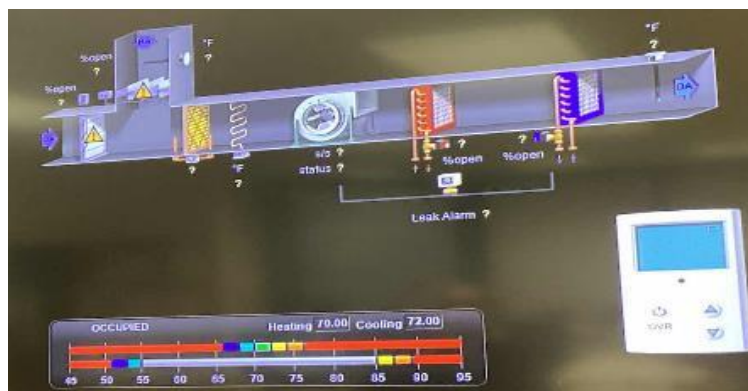 °F
?
°F
?
%open
?
%open
?
DA
?
°F
?
s/s ?
status ?
?
%open
?
%open
Leak Alarm ?
OVR
OCCUPIED
Heating 70.00 Cooling 72.00
45 50 55 60 65 70 75 80 85 90 95